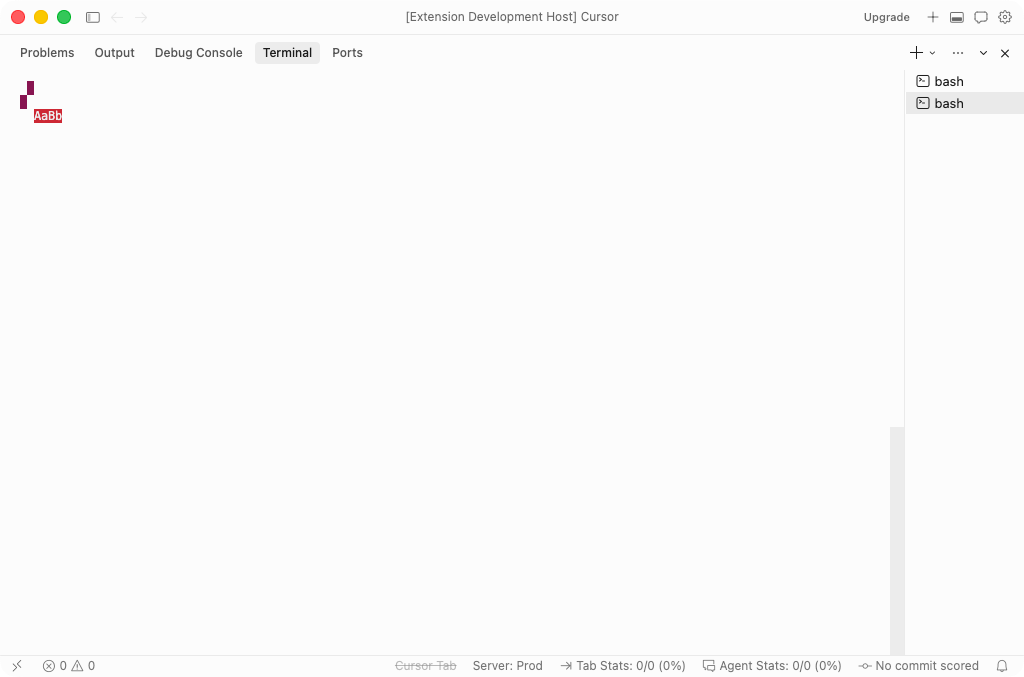 [Extension Development Host] Cursor
Upgrade
Problems Output Debug Console Terminal Ports
bash
bash
AaBb
0 0 Cursor Tab Server: Prod Tab Stats: 0/0 (0%) Agent Stats: 0/0 (0%) No commit scored